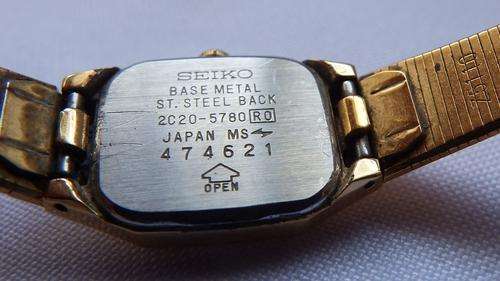 SEIKO
BASE METAL
ST. STEEL BACK
2C20-5780 R0
JAPAN MS
474621
OPEN